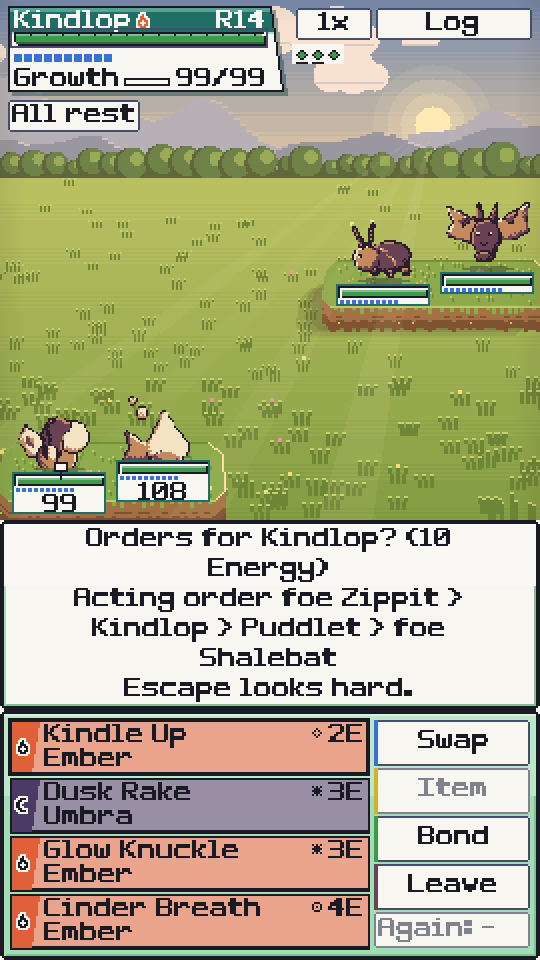 Kindlop R14
1x
Log
Growth 99/99
All rest
99
108
Orders for Kindlop? (10
Energy)
Acting order foe Zippit >
Kindlop > Puddlet > foe
Shalebat
Escape looks hard.
Kindle Up 2E
Ember
Dusk Rake *3E
Umbra
Glow Knuckle *3E
Ember
Cinder Breath 4E
Ember
Swap
Item
Bond
Leave
Again: -